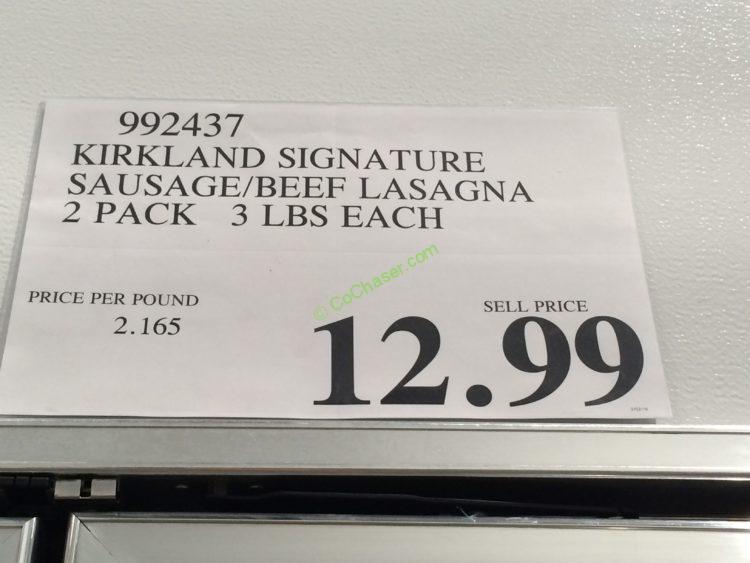 992437
KIRKLAND SIGNATURE
SAUSAGE/BEEF LASAGNA
2 PACK 3 LBS EACH
© CoChaser.com
PRICE PER POUND
2.165
SELL PRICE
12.99